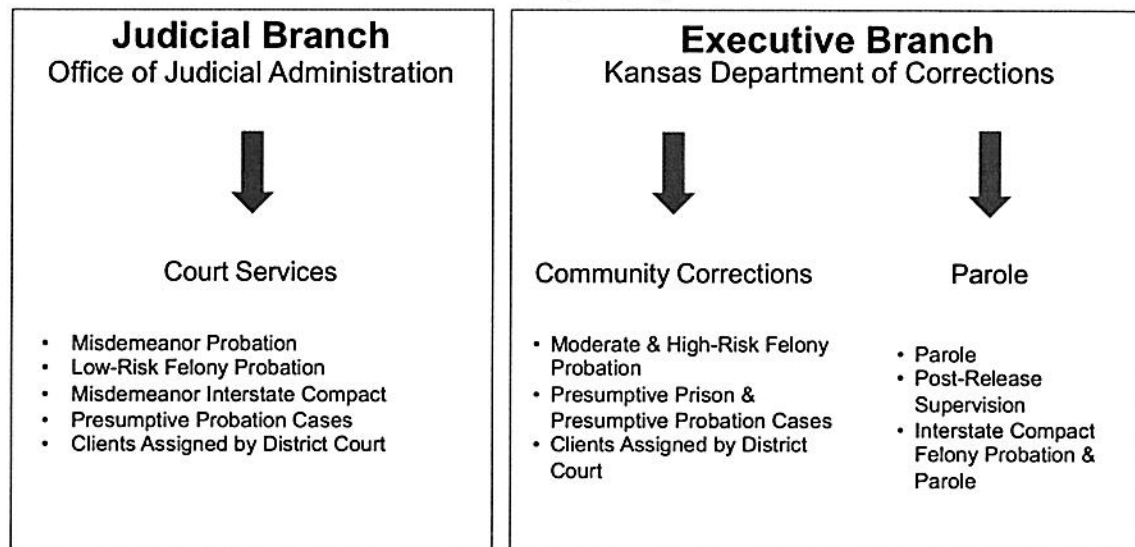 Judicial Branch
Office of Judicial Administration
Court Services
• Misdemeanor Probation
• Low-Risk Felony Probation
• Misdemeanor Interstate Compact
• Presumptive Probation Cases
• Clients Assigned by District Court
Executive Branch
Kansas Department of Corrections
Community Corrections
• Moderate & High-Risk Felony
Probation
• Presumptive Prison &
Presumptive Probation Cases
• Clients Assigned by District
Court
Parole
• Parole
• Post-Release
Supervision
• Interstate Compact
Felony Probation &
Parole